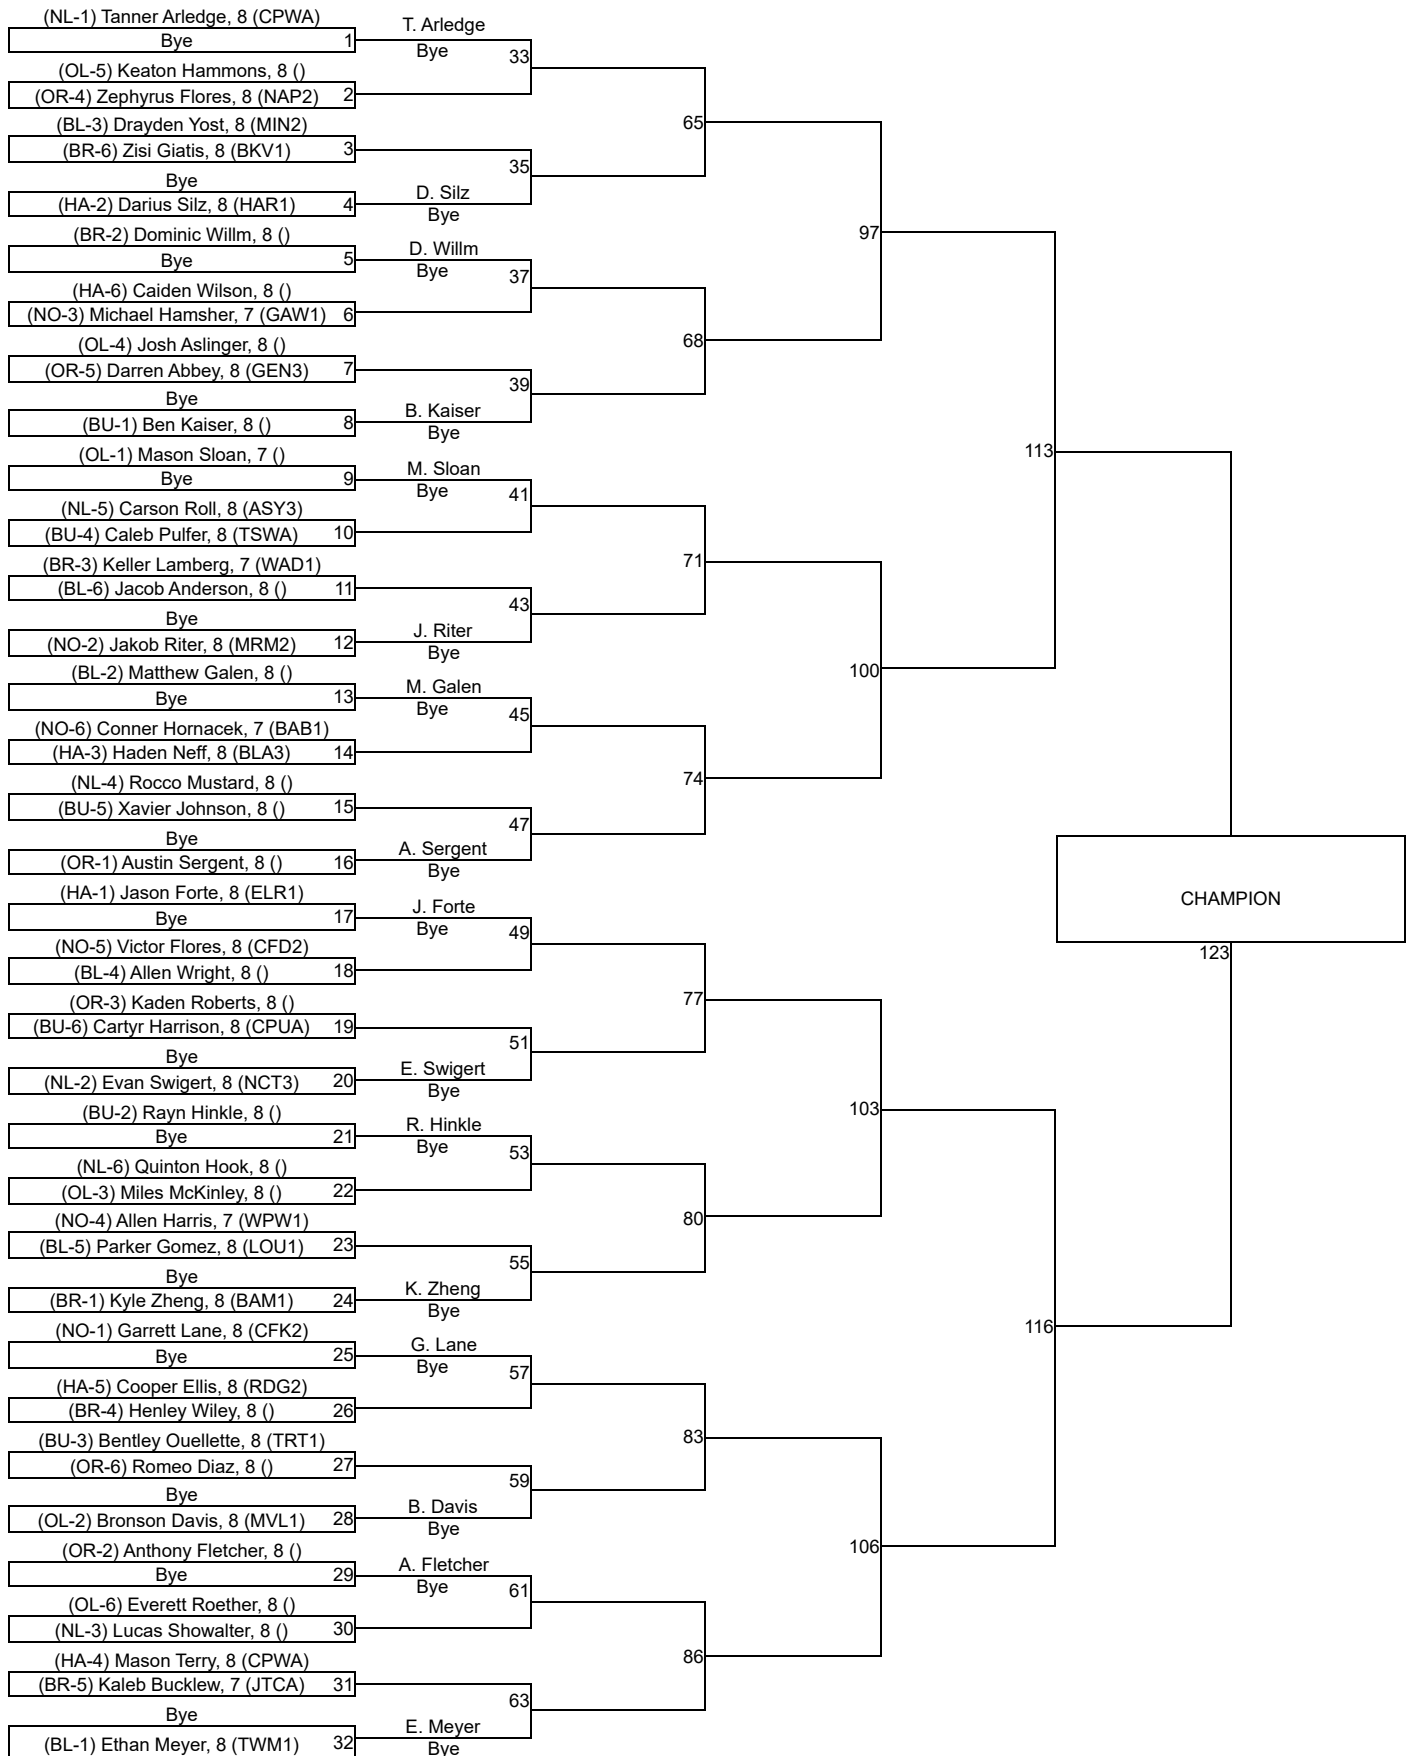 (NL-1) Tanner Arledge, 8 (CPWA)
Bye 1
(OL-5) Keaton Hammons, 8 ()
(OR-4) Zephyrus Flores, 8 (NAP2) 2
(BL-3) Drayden Yost, 8 (MIN2)
(BR-6) Zisi Giatis, 8 (BKV1) 3
Bye
(HA-2) Darius Silz, 8 (HAR1) 4
(BR-2) Dominic Willm, 8 ()
Bye 5
(HA-6) Caiden Wilson, 8 ()
(NO-3) Michael Hamsher, 7 (GAW1) 6
(OL-4) Josh Aslinger, 8 ()
(OR-5) Darren Abbey, 8 (GEN3) 7
Bye
(BU-1) Ben Kaiser, 8 () 8
(OL-1) Mason Sloan, 7 ()
Bye 9
(NL-5) Carson Roll, 8 (ASY3)
(BU-4) Caleb Pulfer, 8 (TSWA) 10
(BR-3) Keller Lamberg, 7 (WAD1)
(BL-6) Jacob Anderson, 8 () 11
Bye
(NO-2) Jakob Riter, 8 (MRM2) 12
(BL-2) Matthew Galen, 8 ()
Bye 13
(NO-6) Conner Hornacek, 7 (BAB1)
(HA-3) Haden Neff, 8 (BLA3) 14
(NL-4) Rocco Mustard, 8 ()
(BU-5) Xavier Johnson, 8 () 15
Bye
(OR-1) Austin Sergent, 8 () 16
(HA-1) Jason Forte, 8 (ELR1)
Bye 17
(NO-5) Victor Flores, 8 (CFD2)
(BL-4) Allen Wright, 8 () 18
(OR-3) Kaden Roberts, 8 ()
(BU-6) Cartyr Harrison, 8 (CPUA) 19
Bye
(NL-2) Evan Swigert, 8 (NCT3) 20
(BU-2) Rayn Hinkle, 8 ()
Bye 21
(NL-6) Quinton Hook, 8 ()
(OL-3) Miles McKinley, 8 () 22
(NO-4) Allen Harris, 7 (WPW1)
(BL-5) Parker Gomez, 8 (LOU1) 23
Bye
(BR-1) Kyle Zheng, 8 (BAM1) 24
(NO-1) Garrett Lane, 8 (CFK2)
Bye 25
(HA-5) Cooper Ellis, 8 (RDG2)
(BR-4) Henley Wiley, 8 () 26
(BU-3) Bentley Ouellette, 8 (TRT1)
(OR-6) Romeo Diaz, 8 () 27
Bye
(OL-2) Bronson Davis, 8 (MVL1) 28
(OR-2) Anthony Fletcher, 8 ()
Bye 29
(OL-6) Everett Roether, 8 ()
(NL-3) Lucas Showalter, 8 () 30
(HA-4) Mason Terry, 8 (CPWA)
(BR-5) Kaleb Bucklew, 7 (JTCA) 31
Bye
(BL-1) Ethan Meyer, 8 (TWM1) 32
T. Arledge
Bye
33
35
D. Silz
Bye
D. Willm
Bye
37
39
B. Kaiser
Bye
M. Sloan
Bye
41
43
J. Riter
Bye
M. Galen
Bye
45
47
A. Sergent
Bye
J. Forte
Bye
49
51
E. Swigert
Bye
R. Hinkle
Bye
53
55
K. Zheng
Bye
G. Lane
Bye
57
59
B. Davis
Bye
A. Fletcher
Bye
61
63
E. Meyer
Bye
65
68
71
74
77
80
83
86
97
100
103
106
113
116
CHAMPION
123